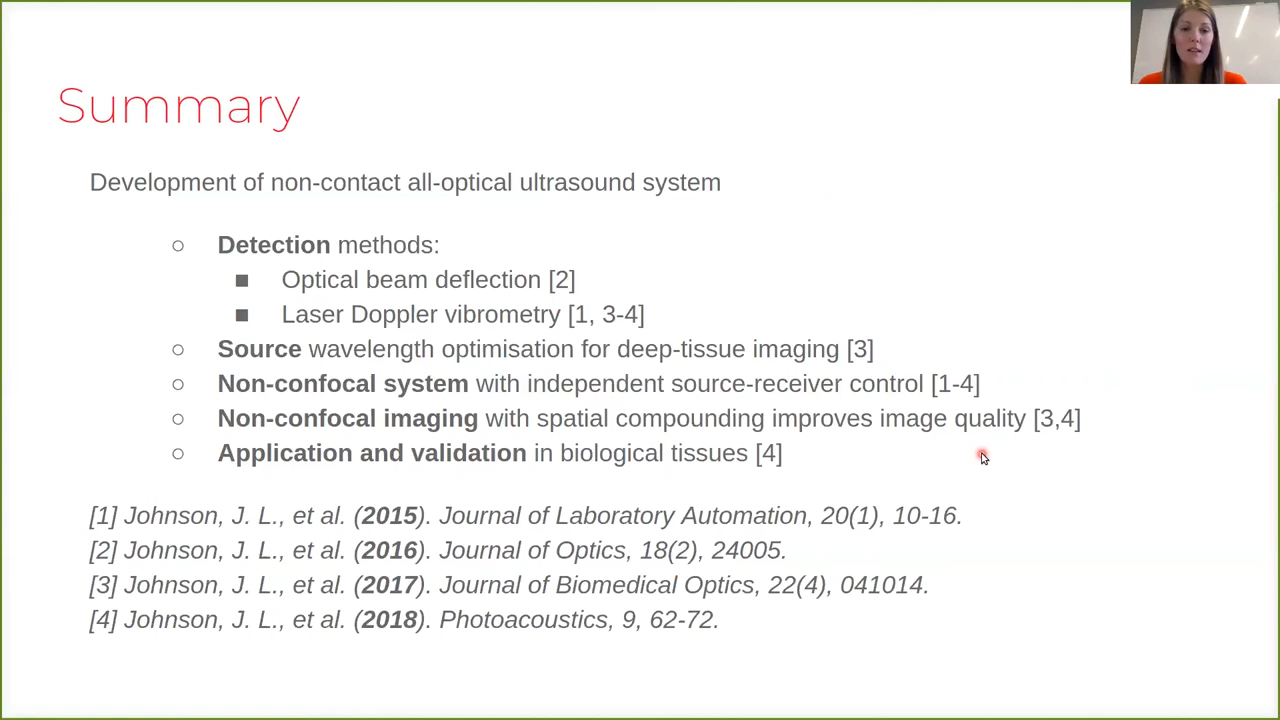 Summary
Development of non-contact all-optical ultrasound system
○ Detection methods:
■ Optical beam deflection [2]
■ Laser Doppler vibrometry [1, 3-4]
○ Source wavelength optimisation for deep-tissue imaging [3]
○ Non-confocal system with independent source-receiver control [1-4]
○ Non-confocal imaging with spatial compounding improves image quality [3,4]
○ Application and validation in biological tissues [4]
[1] Johnson, J. L., et al. (2015). Journal of Laboratory Automation, 20(1), 10-16.
[2] Johnson, J. L., et al. (2016). Journal of Optics, 18(2), 24005.
[3] Johnson, J. L., et al. (2017). Journal of Biomedical Optics, 22(4), 041014.
[4] Johnson, J. L., et al. (2018). Photoacoustics, 9, 62-72.